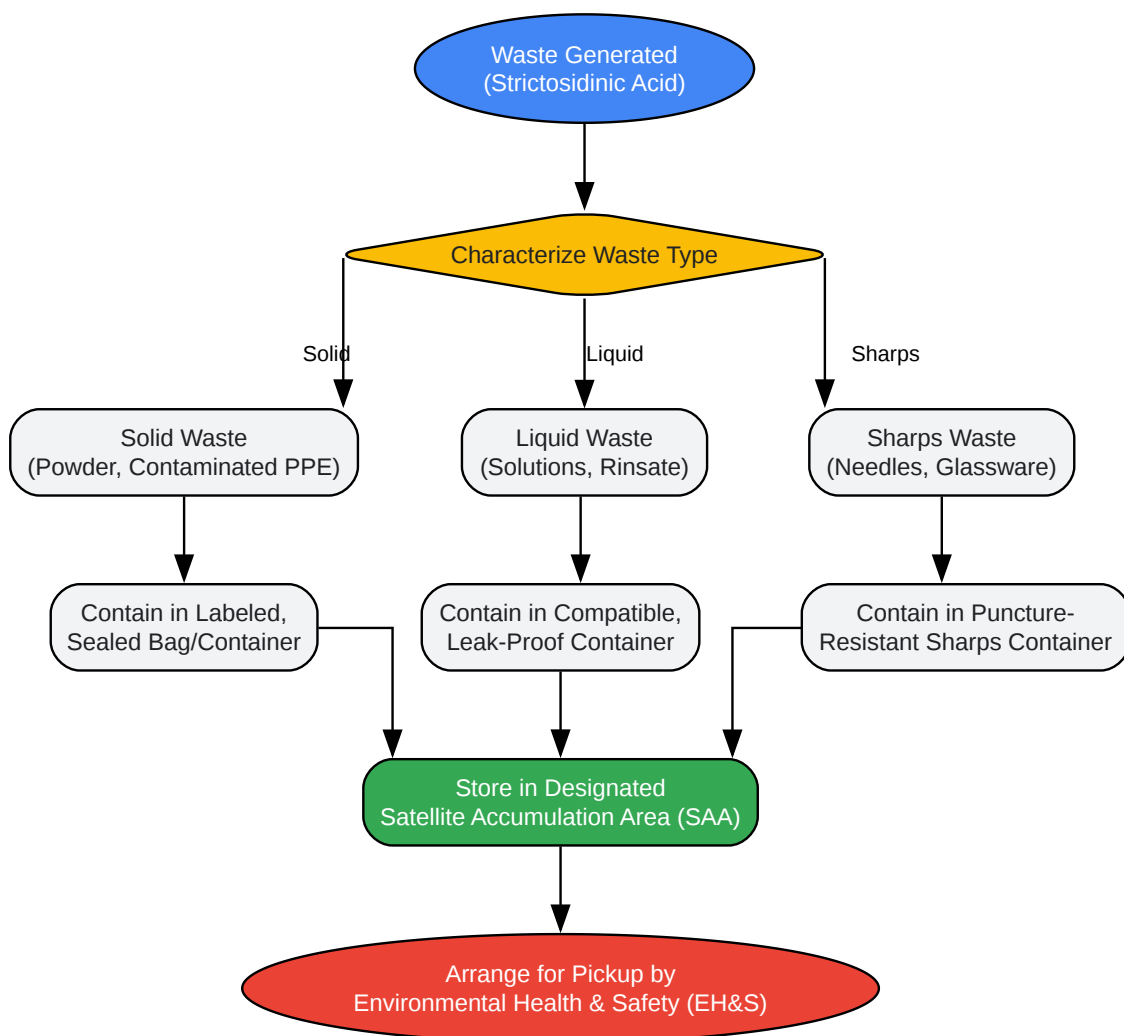 Waste Generated
(Strictosidinic Acid)
Characterize Waste Type
Solid
Liquid
Sharps
Solid Waste
(Powder, Contaminated PPE)
Liquid Waste
(Solutions, Rinsate)
Sharps Waste
(Needles, Glassware)
Contain in Labeled,
Sealed Bag/Container
Contain in Compatible,
Leak-Proof Container
Contain in Puncture-
Resistant Sharps Container
Store in Designated
Satellite Accumulation Area (SAA)
Arrange for Pickup by
Environmental Health & Safety (EH&S)